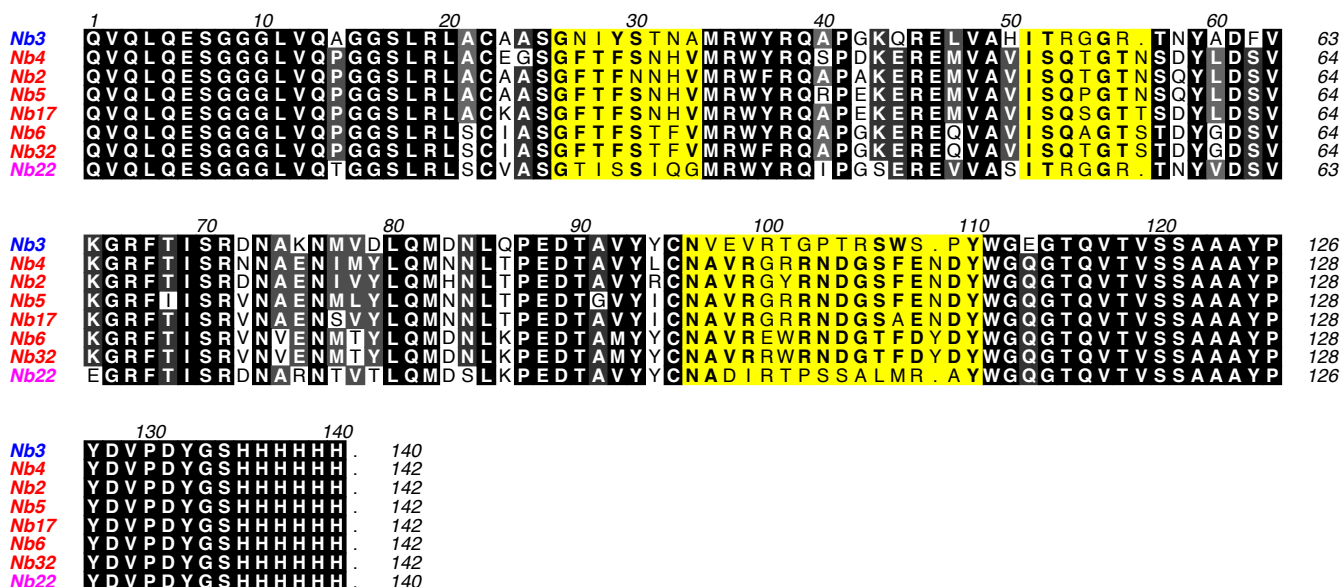 1 10 20 30 40 50 60
Nb3 QVQLQESGGGLVQAGGSLRLACAASGNIYSTNAMRWYRQAPGKQRELVAHITRGGR.TNYADFV 63
Nb4 QVQLQESGGGLVQPGGSLRLACEGSGFTFSNHVMRWYRQSPDKEREMVAVISQTGTNSDYLDSV 64
Nb2 QVQLQESGGGLVQPGGSLRLACAASGFTFNNHVMRWFRQAPAKEREMVAVISQTGTNSQYLDSV 64
Nb5 QVQLQESGGGLVQPGGSLRLACAASGFTFSNHVMRWYRQRPEKEREMVAVISQPGTNSQYLDSV 64
Nb17 QVQLQESGGGLVQPGGSLRLACKASGFTFSNHVMRWYRQAPEKEREMVAVISQSGTTSDYLDSV 64
Nb6 QVQLQESGGGLVQPGGSLRLSCIASGFTFSTFVMRWYRQAPGKEREQVAVISQAGTSTDYGDSV 64
Nb32 QVQLQESGGGLVQPGGSLRLSCIASGFTFSTFVMRWYRQAPGKEREQVAVISQTGTSTDYGDSV 64
Nb22 QVQLQESGGGLVQTGGSLRLSCVASGTISSIQGMRWYRQIPGSEREVVASITRGGR.TNYVDSV 63
70 80 90 100 110 120
Nb3 KGRFTISRDNAKNMVDLQMDNLQPEDTAVYYCNVEVRTGPTRSWS.PYWGEGTQVTVSSAAAYP 126
Nb4 KGRFTISRNNAENIMYLQMNNLTPEDTAVYLCNAVRGRRNDGSFENDYWGQGTQVTVSSAAAYP 128
Nb2 KGRFTISRDNAENIVYLQMHNLTPEDTAVYRCNAVRGYRNDGSFENDYWGQGTQVTVSSAAAYP 128
Nb5 KGRFIISRVNAENMLYLQMNNLTPEDTGVYICNAVRGRRNDGSFENDYWGQGTQVTVSSAAAYP 128
Nb17 KGRFTISRVNAENSVYLQMNNLTPEDTAVYICNAVRGRRNDGSAENDYWGQGTQVTVSSAAAYP 128
Nb6 KGRFTISRVNVENMTYLQMDNLKPEDTAMYYCNAVREWRNDGTFDYDYWGQGTQVTVSSAAAYP 128
Nb32 KGRFTISRVNVENMTYLQMDNLKPEDTAMYYCNAVRRWRNDGTFDYDYWGQGTQVTVSSAAAYP 128
Nb22 EGRFTISRDNARNTVTLQMDSLKPEDTAVYYCNADIRTPSSALMR.AYWGQGTQVTVSSAAAYP 126
130 140
Nb3 YDVPDYGSHHHHHH. 140
Nb4 YDVPDYGSHHHHHH. 142
Nb2 YDVPDYGSHHHHHH. 142
Nb5 YDVPDYGSHHHHHH. 142
Nb17 YDVPDYGSHHHHHH. 142
Nb6 YDVPDYGSHHHHHH. 142
Nb32 YDVPDYGSHHHHHH. 142
Nb22 YDVPDYGSHHHHHH. 140